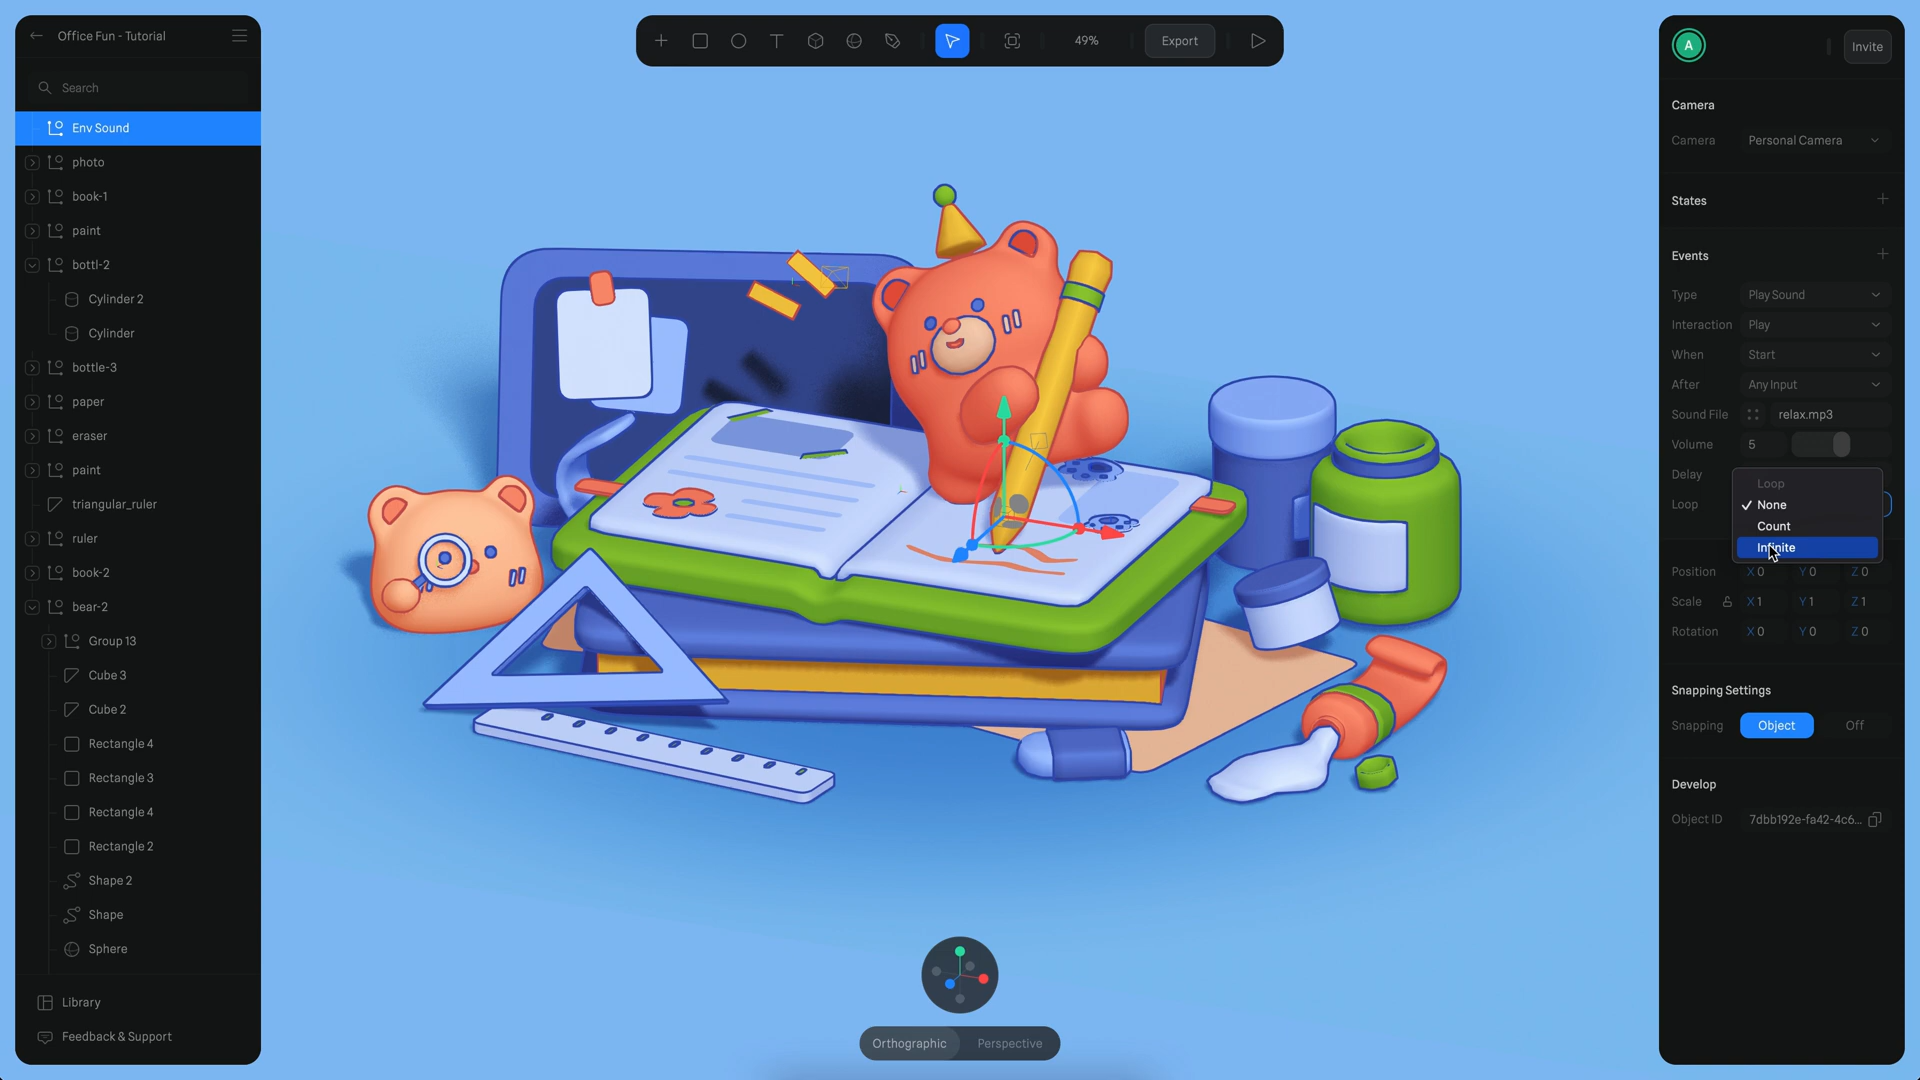 Office Fun - Tutorial
Search
Env Sound
photo
book-1
paint
bottl-2
Cylinder 2
Cylinder
bottle-3
paper
eraser
paint
triangular_ruler
ruler
book-2
bear-2
Group 13
Cube 3
Cube 2
Rectangle 4
Rectangle 3
Rectangle 4
Rectangle 2
Shape 2
Shape
Sphere
Library
Feedback & Support
49%
Export
Orthographic
Perspective
A
Invite
Camera
Camera Personal Camera
States
Events
Type Play Sound
Interaction Play
When Start
After Any Input
Sound File relax.mp3
Volume 5
Delay
Loop
Loop
None
Count
Infinite
Position X 0 Y 0 Z 0
Scale X 1 Y 1 Z 1
Rotation X 0 Y 0 Z 0
Snapping Settings
Snapping Object Off
Develop
Object ID 7dbb192e-fa42-4c6...